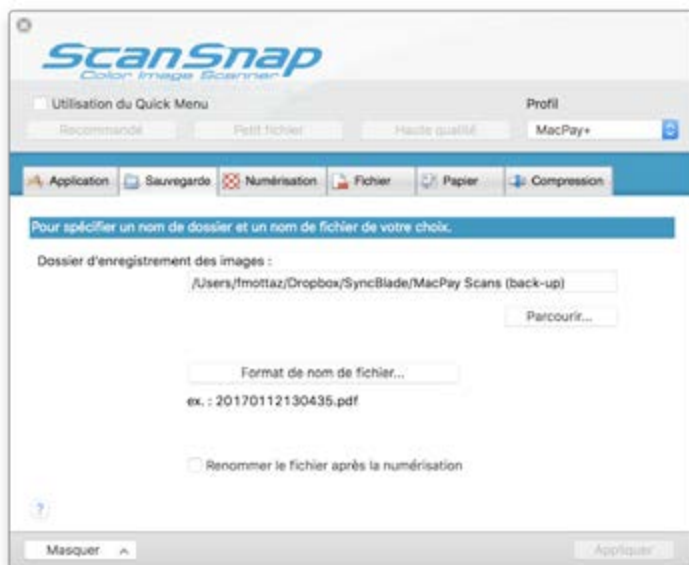 ScanSnap
Color Image Scanner
Utilisation du Quick Menu
Profil
Recommandé Petit fichier Haute qualité MacPay+
Application Sauvegarde Numérisation Fichier Papier Compression
Pour spécifier un nom de dossier et un nom de fichier de votre choix.
Dossier d'enregistrement des images :
/Users/fmottaz/Dropbox/SyncBlade/MacPay Scans (back-up)
Parcourir...
Format de nom de fichier...
ex. : 20170112130435.pdf
Renommer le fichier après la numérisation
?
Masquer Appliquer